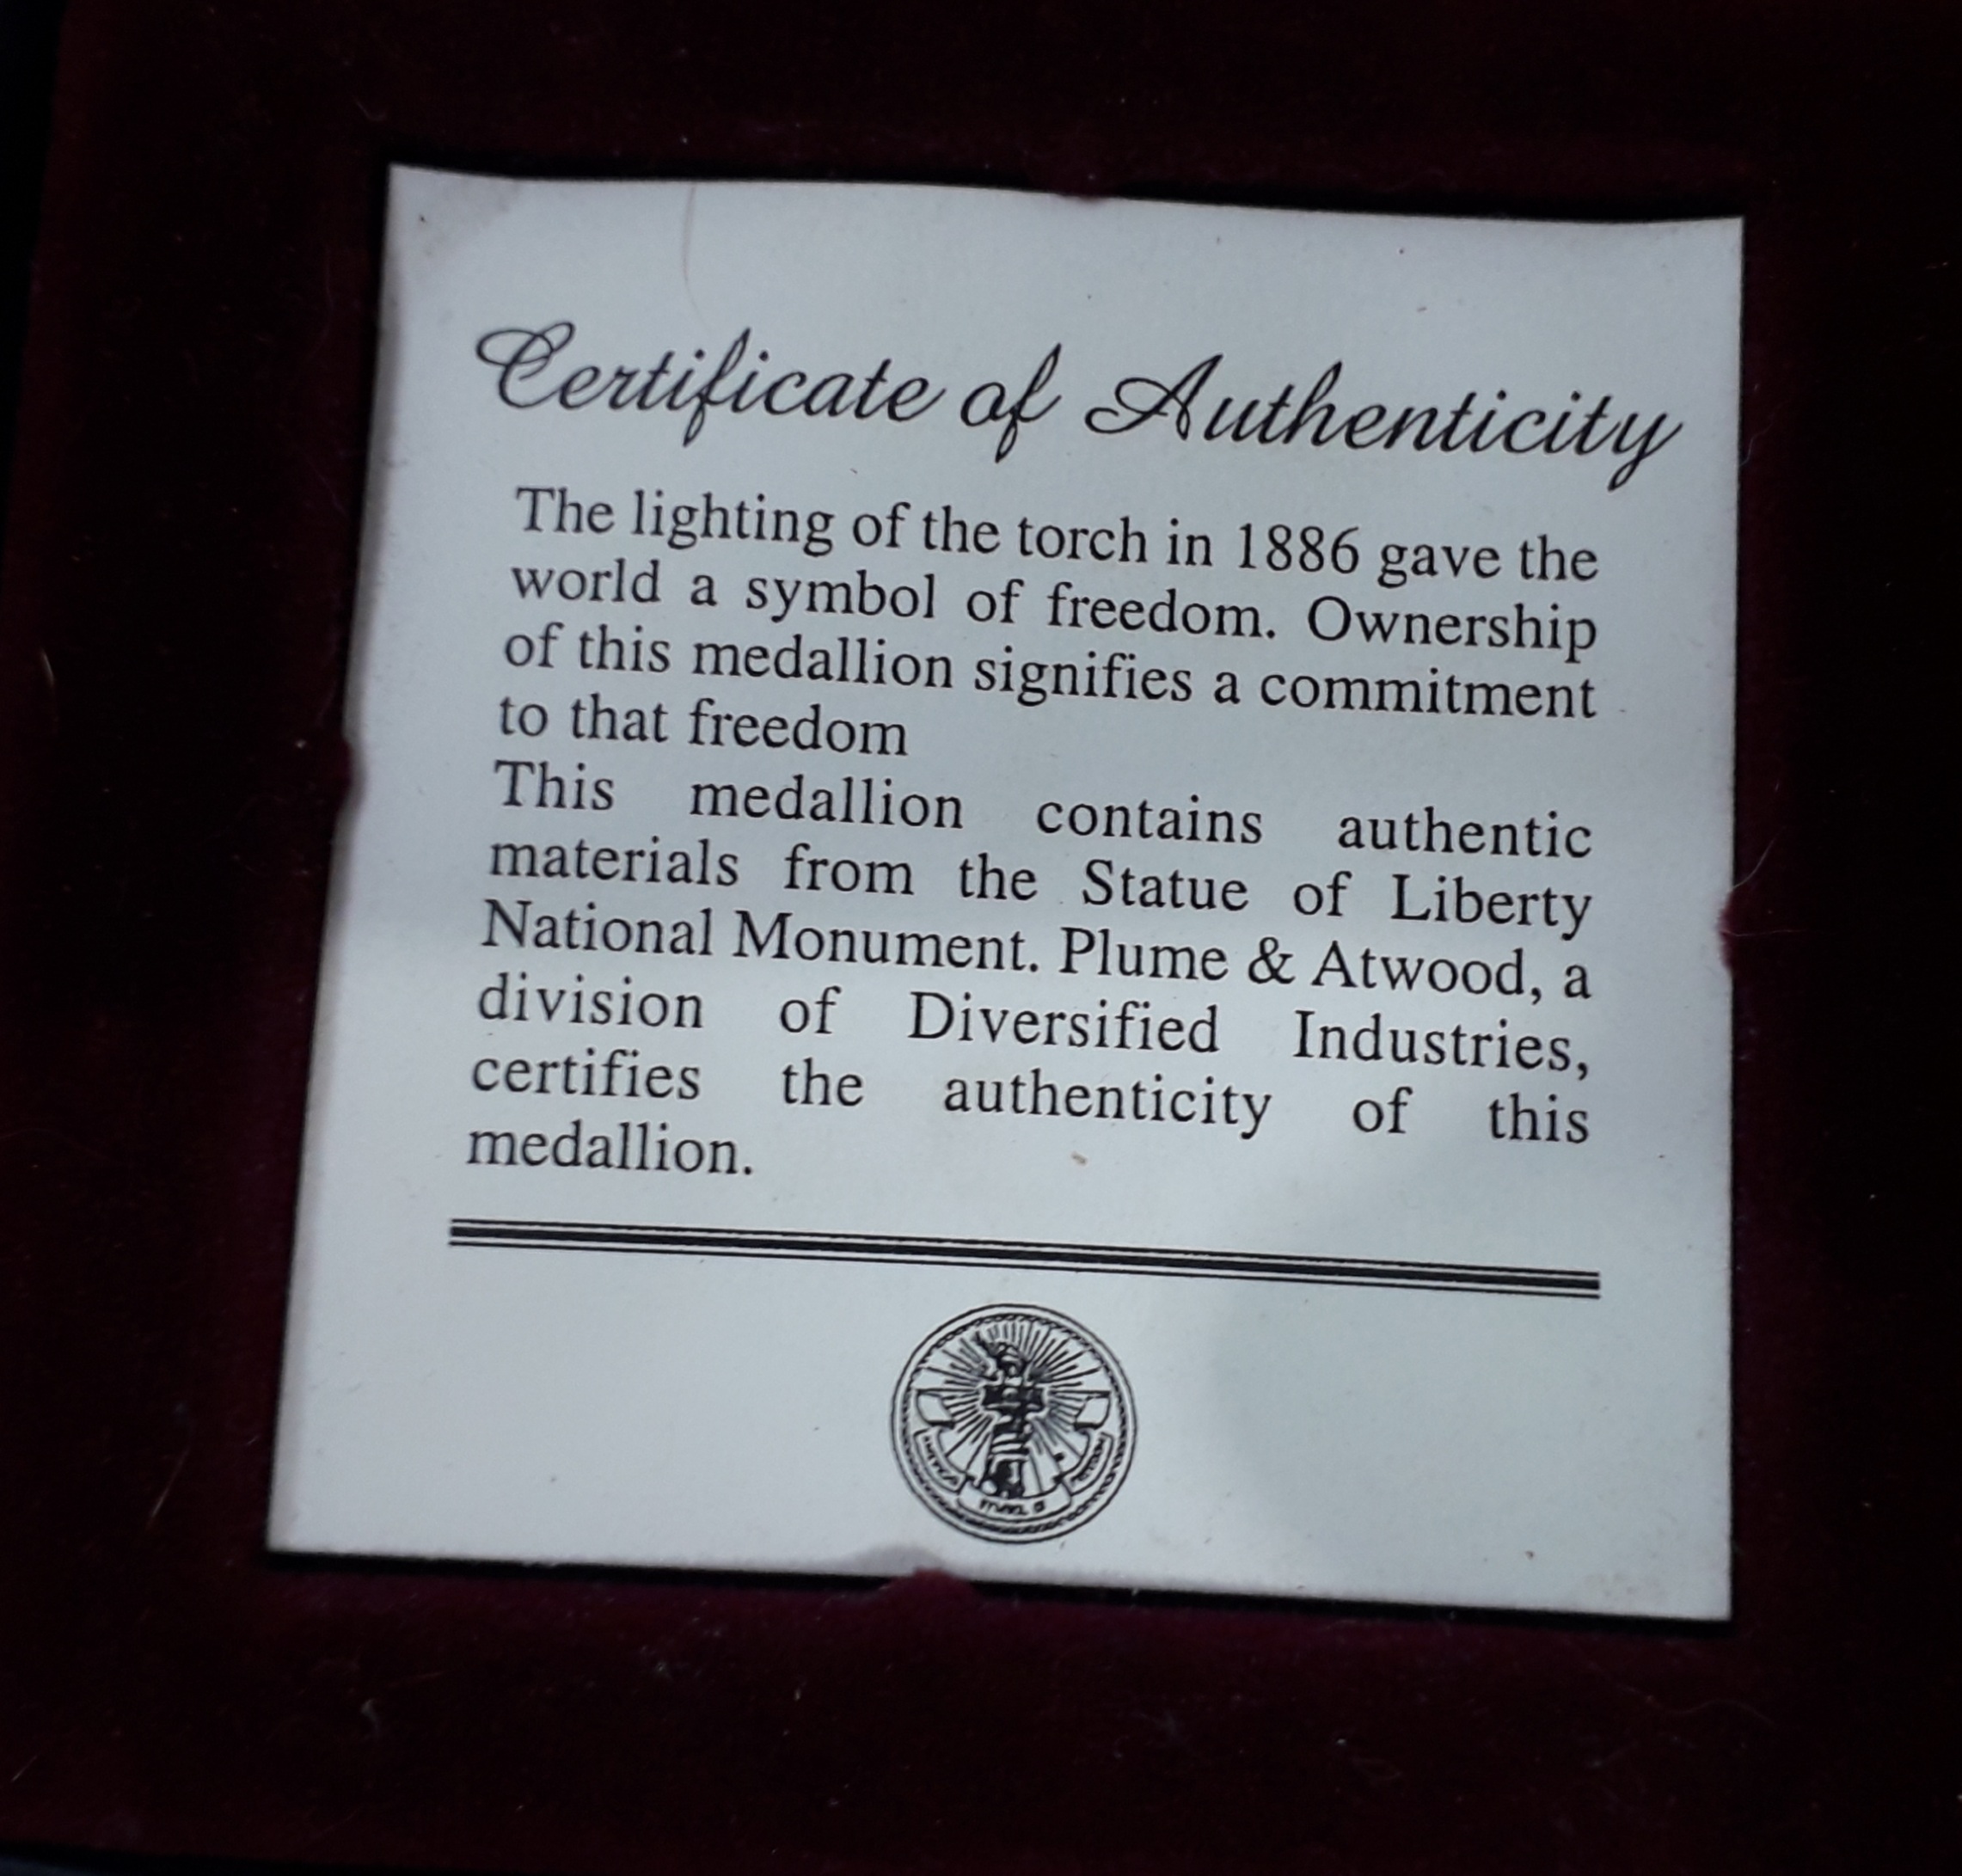 Certificate of Authenticity
The lighting of the torch in 1886 gave the
world a symbol of freedom. Ownership
of this medallion signifies a commitment
to that freedom
This medallion contains authentic
materials from the Statue of Liberty
National Monument. Plume & Atwood, a
division of Diversified Industries,
certifies the authenticity of this
medallion.